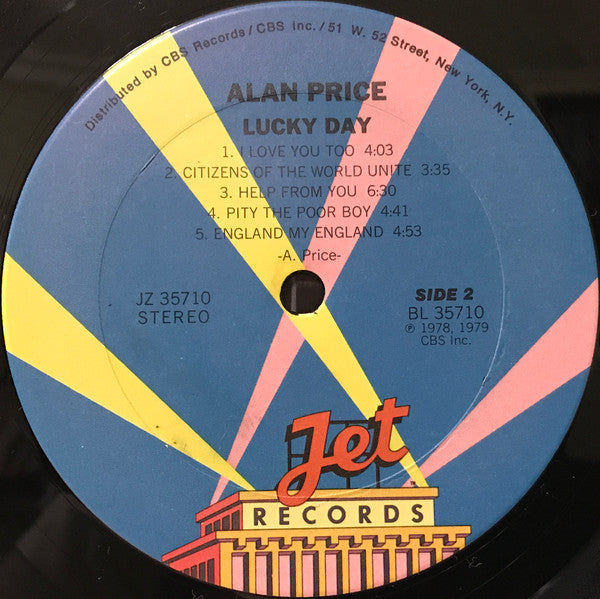 Distributed by CBS Records/CBS Inc./51 W. 52 Street, New York, N.Y.
ALAN PRICE
LUCKY DAY
1. I LOVE YOU TOO 4:03
2. CITIZENS OF THE WORLD UNITE 3:35
3. HELP FROM YOU 6:30
4. PITY THE POOR BOY 4:41
5. ENGLAND MY ENGLAND 4:53
-A. Price-
JZ 35710
STEREO
SIDE 2
BL 35710
℗ 1978, 1979
CBS Inc.
Jet
RECORDS